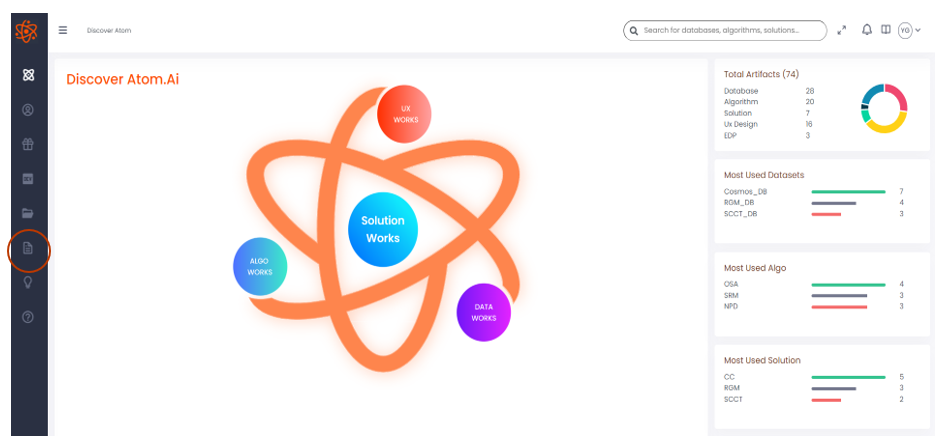 Discover Atom
Search for databases, algorithms, solutions...
YG
Discover Atom.Ai
UX
WORKS
Solution
Works
ALGO
WORKS
DATA
WORKS
Total Artifacts (74)
Database 28
Algorithm 20
Solution 7
Ux Design 16
EDP 3
Most Used Datasets
Cosmos_DB 7
RGM_DB 4
SCCT_DB 3
Most Used Algo
OSA 4
SRM 3
NPD 3
Most Used Solution
CC 5
RGM 3
SCCT 2